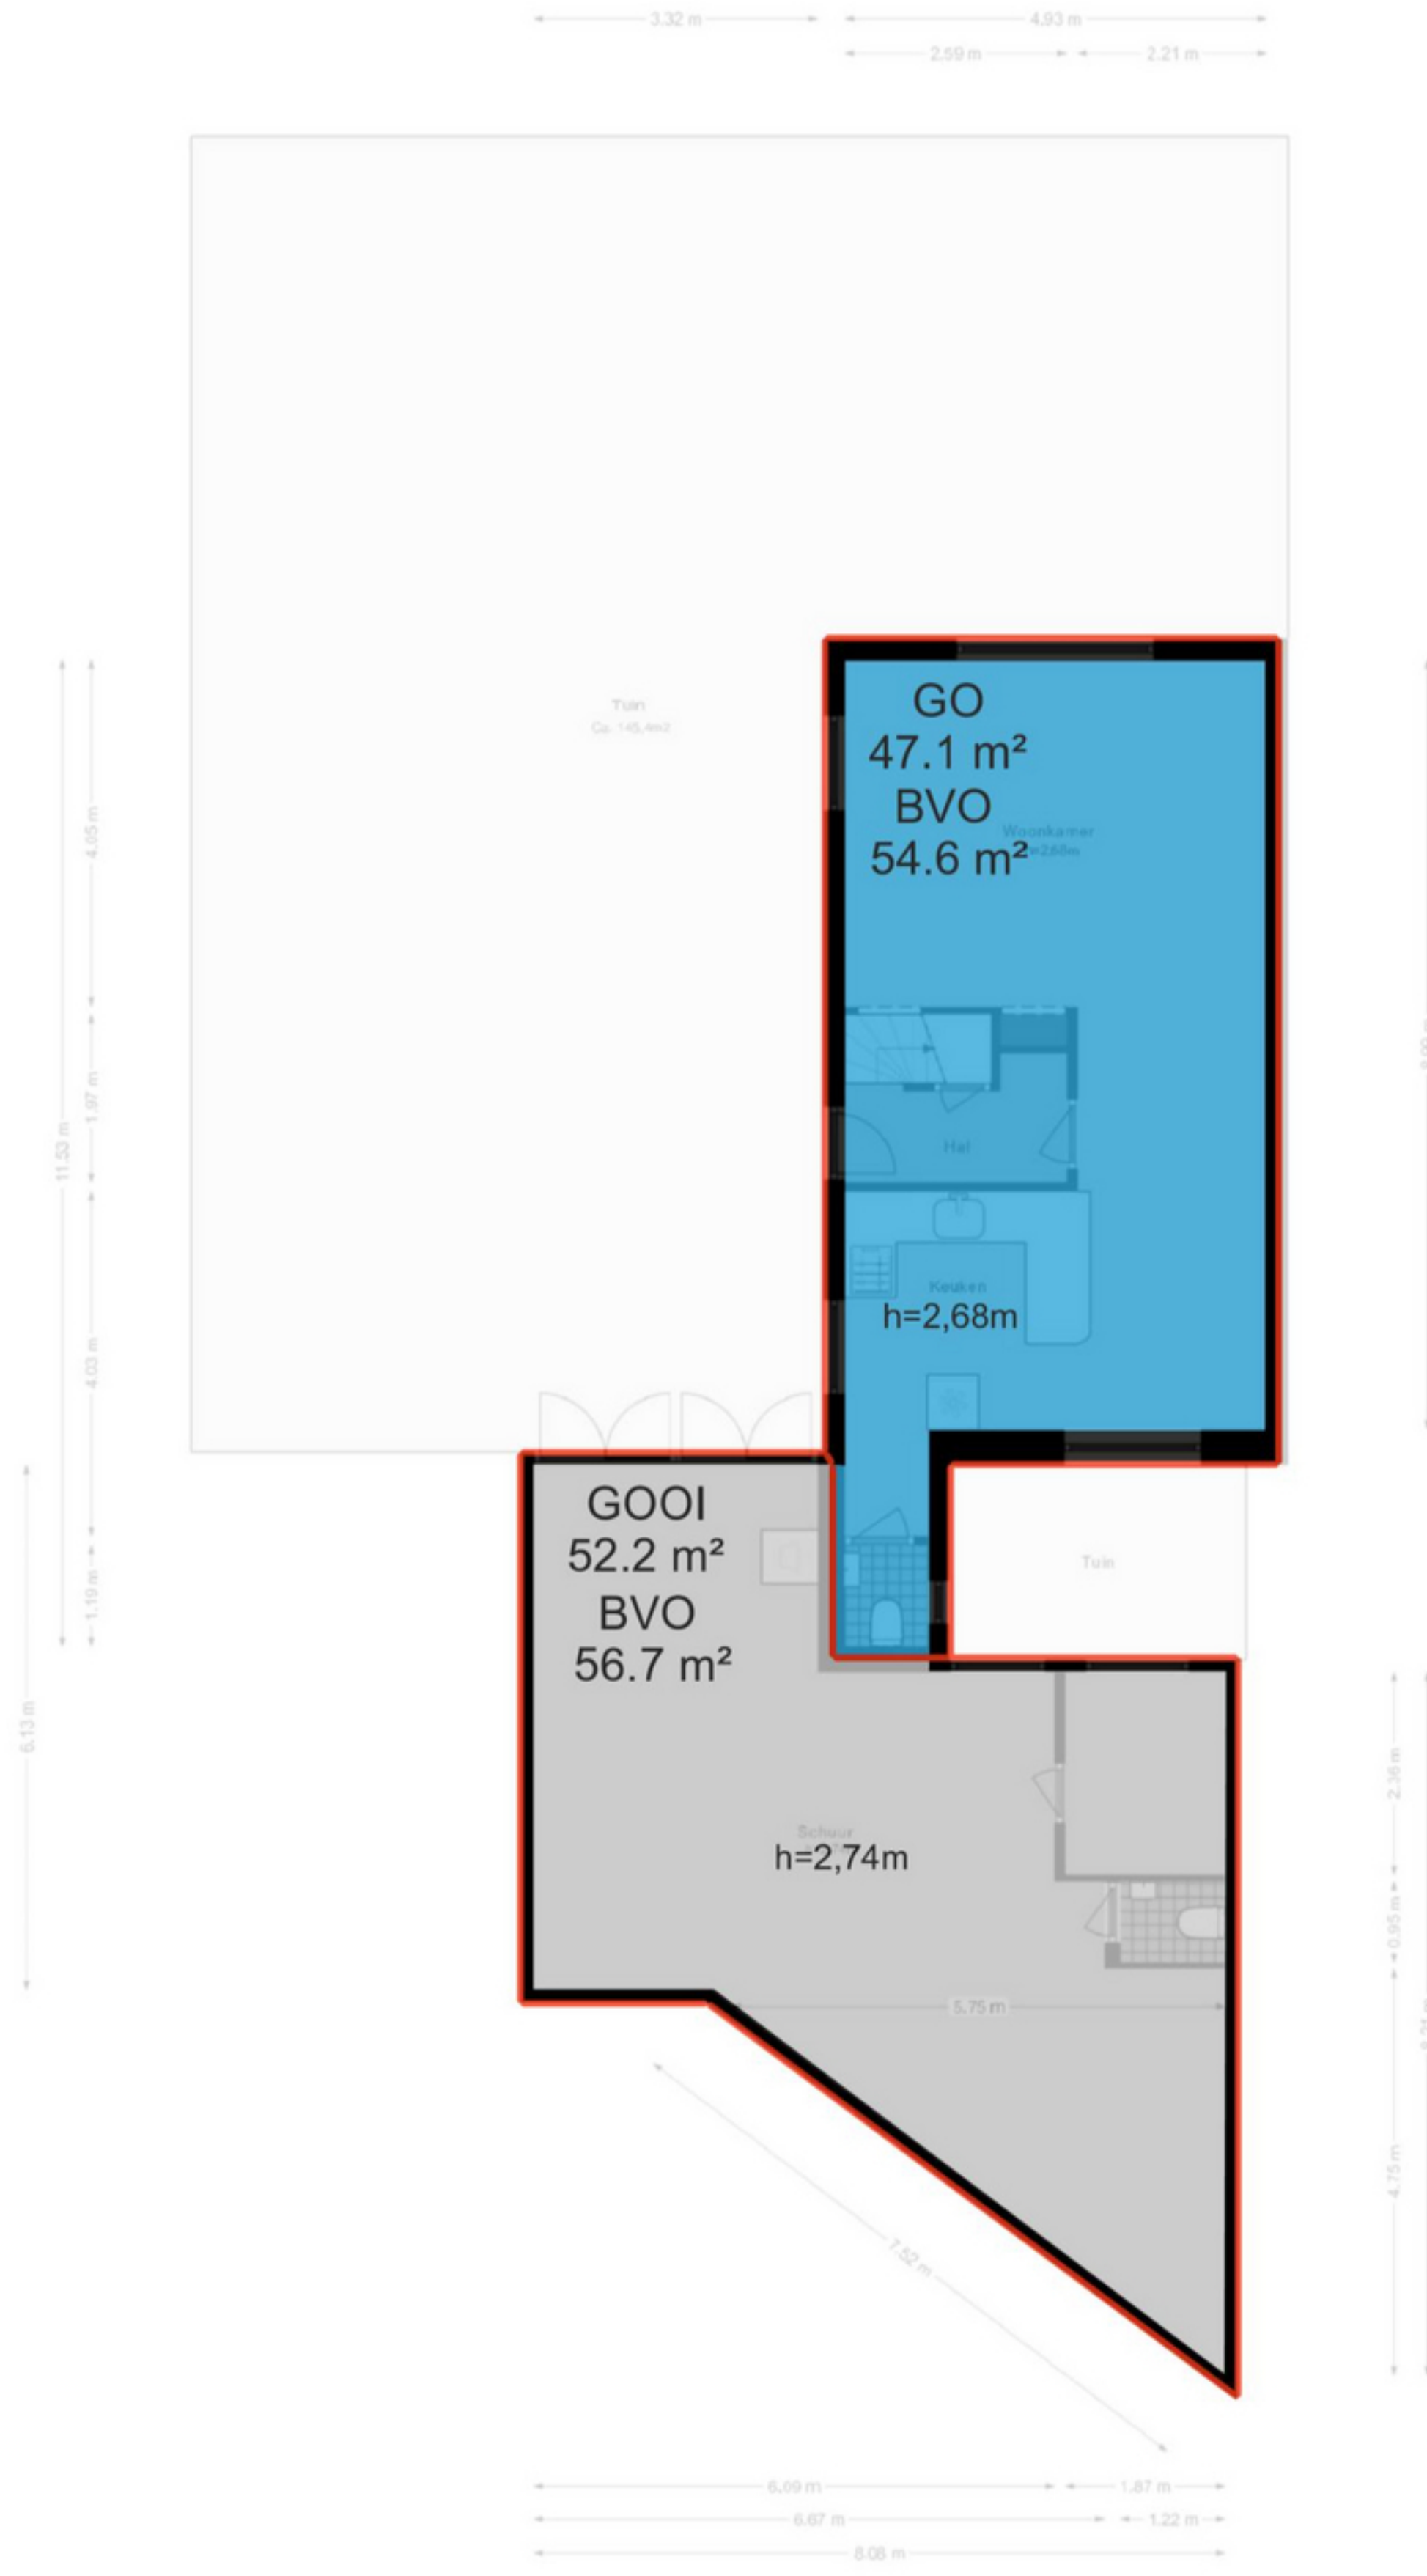 3.32 m
4.93 m
2.59 m
2.21 m
Tuin
Ca. 145,4m2
GO
47.1 m²
BVO
54.6 m²
Woonkamer
4.05 m
1.97 m
11.53 m
Hal
Keuken
h=2,68m
4.03 m
GOOI
52.2 m²
BVO
56.7 m²
Tuin
1.19 m
6.13 m
2.36 m
Schuur
h=2,74m
0.95 m
5.75 m
4.75 m
7.52 m
6.09 m
1.87 m
6.67 m
1.22 m
8.08 m